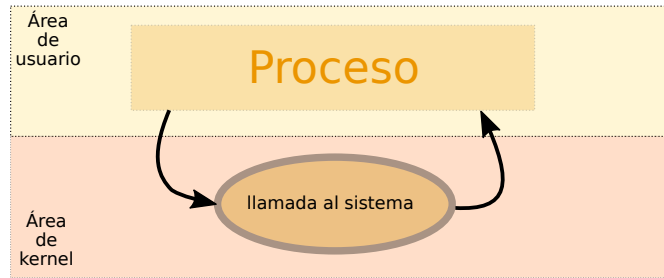 Área
de
usuario
Proceso
llamada al sistema
Área
de
kernel